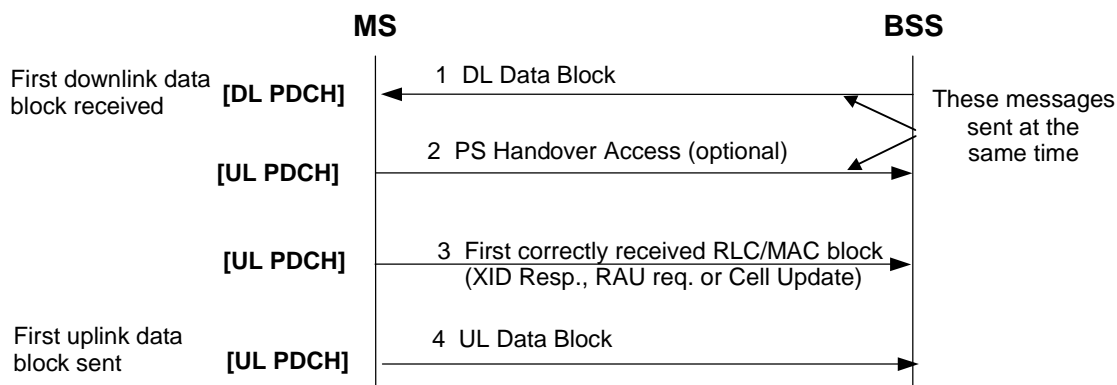 MS
BSS
First downlink data
block received
[DL PDCH]
1 DL Data Block
These messages
sent at the
same time
2 PS Handover Access (optional)
[UL PDCH]
[UL PDCH]
3 First correctly received RLC/MAC block
(XID Resp., RAU req. or Cell Update)
First uplink data
block sent
[UL PDCH]
4 UL Data Block